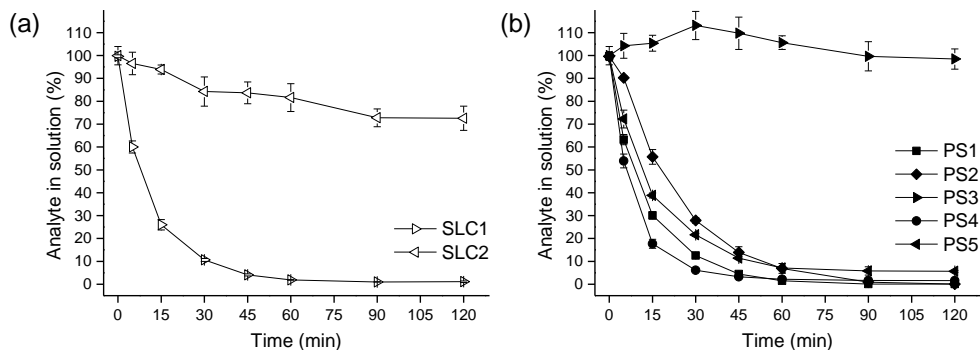 (a)
Analyte in solution (%)
110
100
90
80
70
60
50
40
30
20
10
0
SLC1
SLC2
0 15 30 45 60 75 90 105 120
Time (min)
(b)
Analyte in solution (%)
110
100
90
80
70
60
50
40
30
20
10
0
PS1
PS2
PS3
PS4
PS5
0 15 30 45 60 75 90 105 120
Time (min)